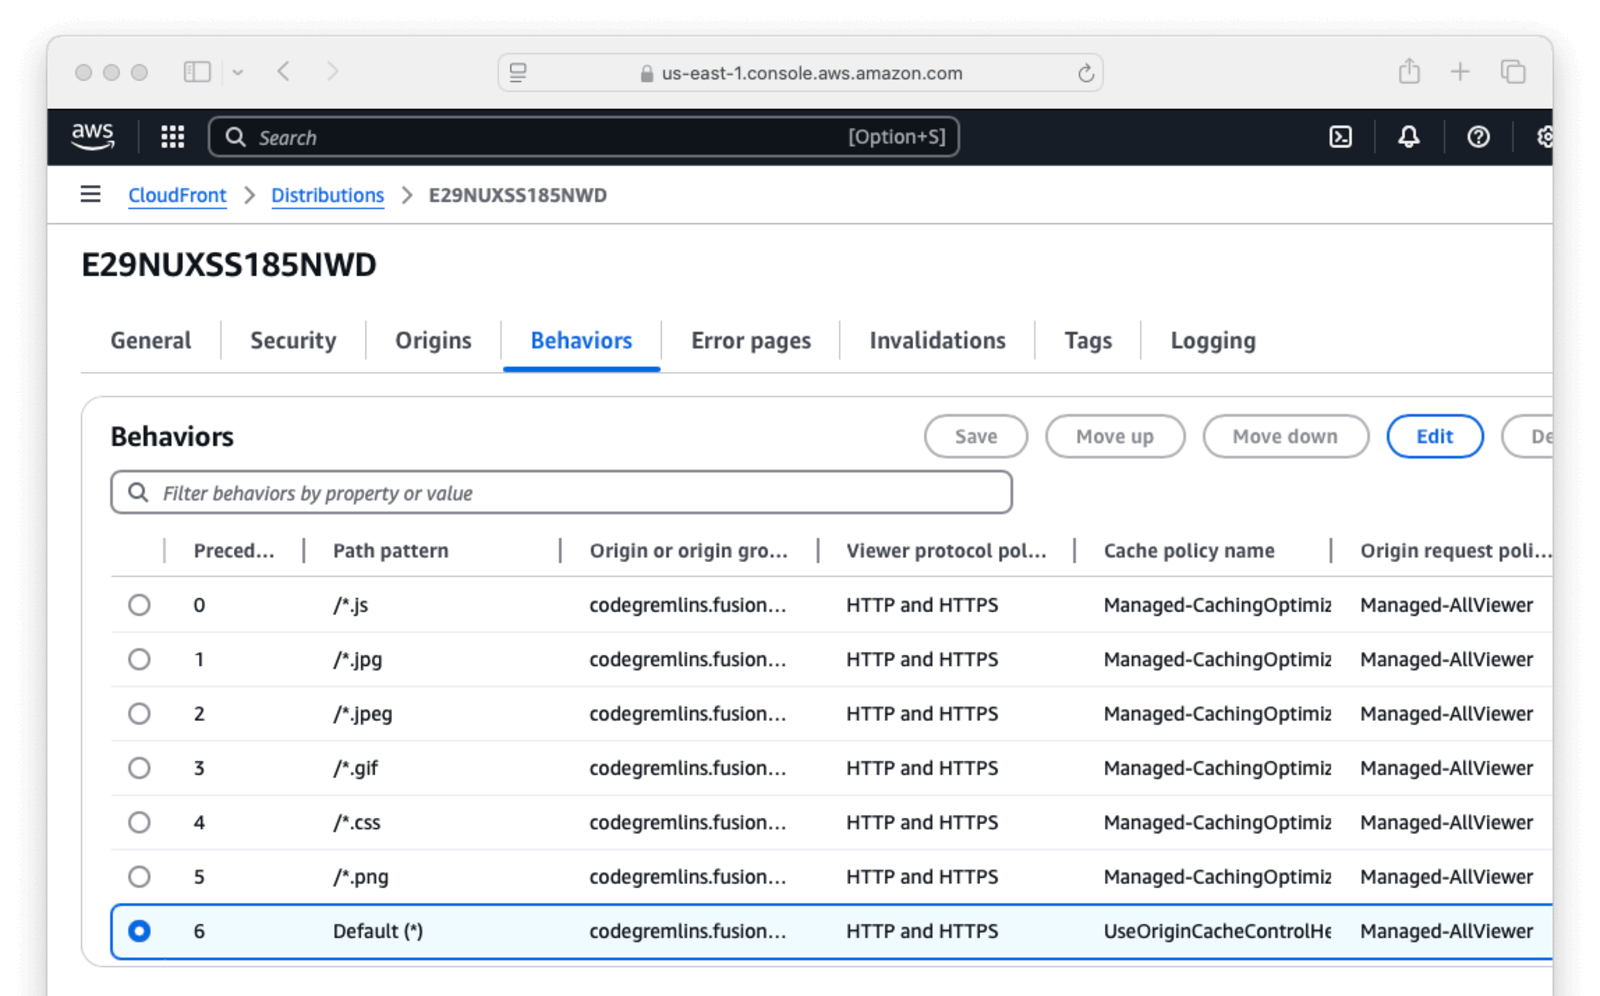 us-east-1.console.aws.amazon.com
aws Search [Option+S]
CloudFront > Distributions > E29NUXSS185NWD
E29NUXSS185NWD
General Security Origins Behaviors Error pages Invalidations Tags Logging
Behaviors Save Move up Move down Edit De
Filter behaviors by property or value
Preced... Path pattern Origin or origin gro... Viewer protocol pol... Cache policy name Origin request poli...
0 /*.js codegremlins.fusion... HTTP and HTTPS Managed-CachingOptimiz Managed-AllViewer
1 /*.jpg codegremlins.fusion... HTTP and HTTPS Managed-CachingOptimiz Managed-AllViewer
2 /*.jpeg codegremlins.fusion... HTTP and HTTPS Managed-CachingOptimiz Managed-AllViewer
3 /*.gif codegremlins.fusion... HTTP and HTTPS Managed-CachingOptimiz Managed-AllViewer
4 /*.css codegremlins.fusion... HTTP and HTTPS Managed-CachingOptimiz Managed-AllViewer
5 /*.png codegremlins.fusion... HTTP and HTTPS Managed-CachingOptimiz Managed-AllViewer
6 Default (*) codegremlins.fusion... HTTP and HTTPS UseOriginCacheControlHe Managed-AllViewer